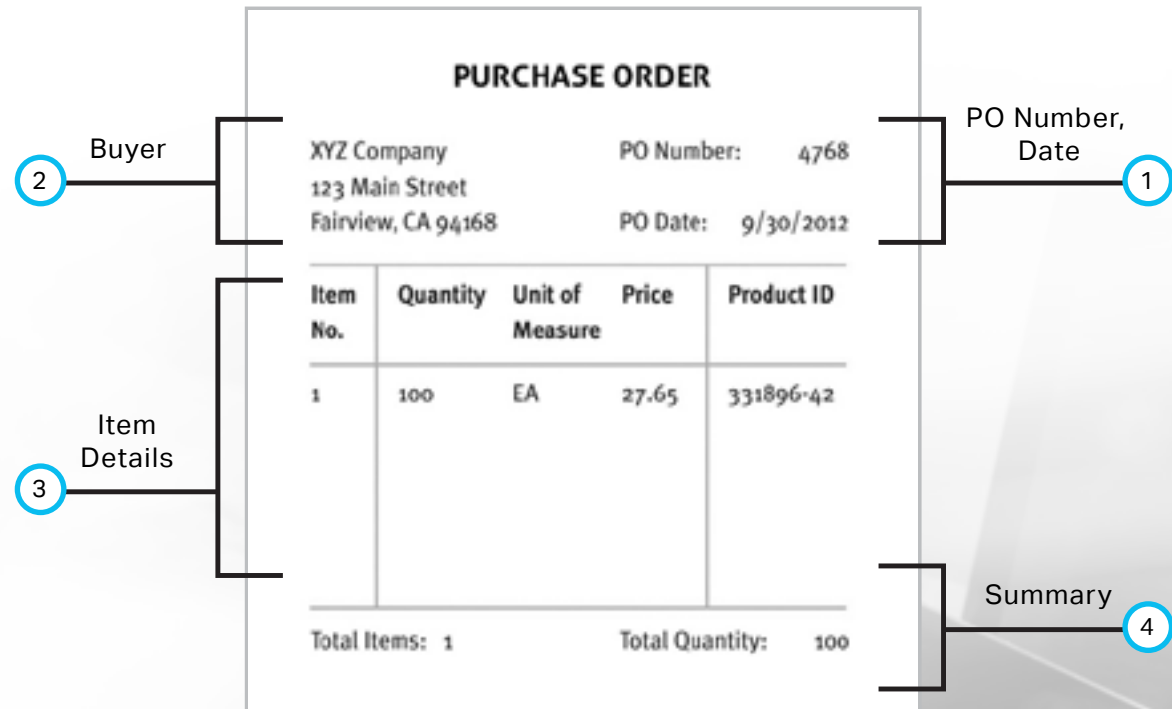 PURCHASE ORDER
2
Buyer
XYZ Company
123 Main Street
Fairview, CA 94168
PO Number: 4768
PO Date: 9/30/2012
PO Number,
Date
1
Item No. Quantity Unit of Measure Price Product ID
1 100 EA 27.65 331896-42
Item
Details
3
Total Items: 1 Total Quantity: 100
Summary
4